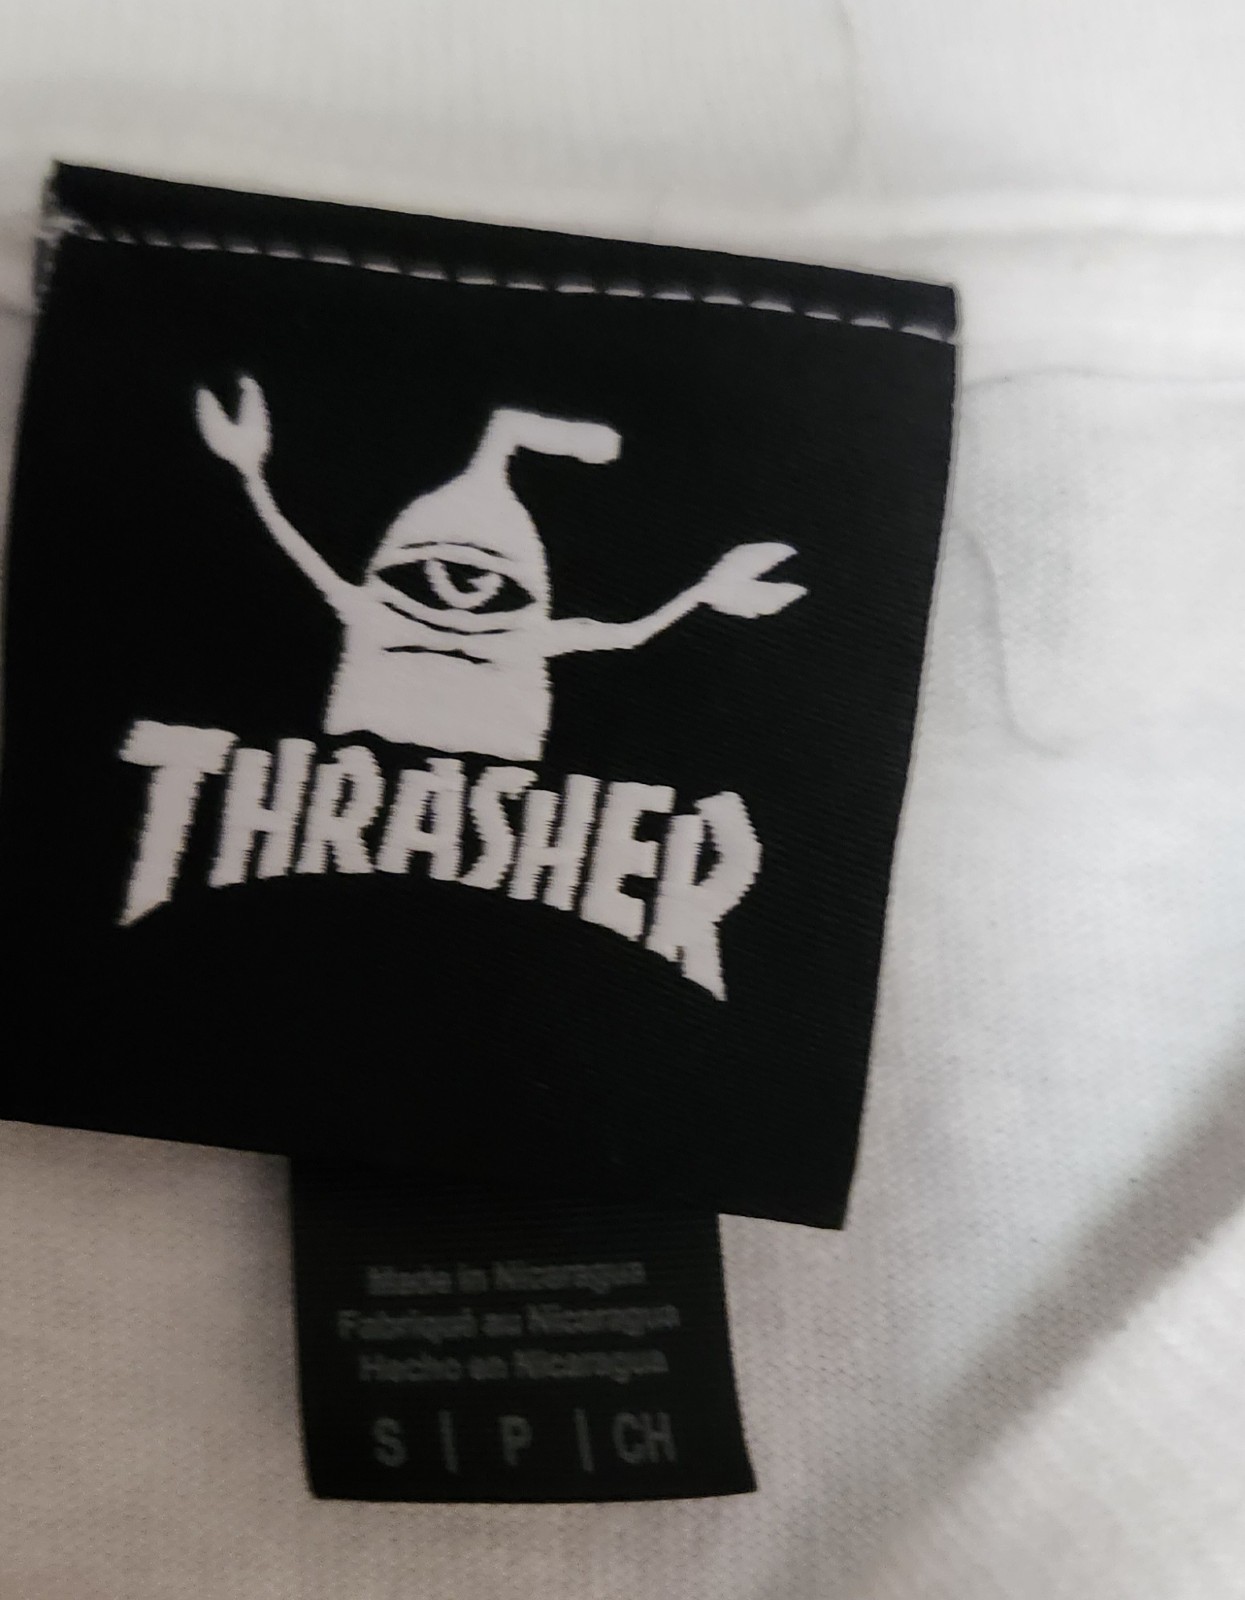 THRASHER
Made in Nicaragua
Fabriqué au Nicaragua
Hecho en Nicaragua
S | P | CH